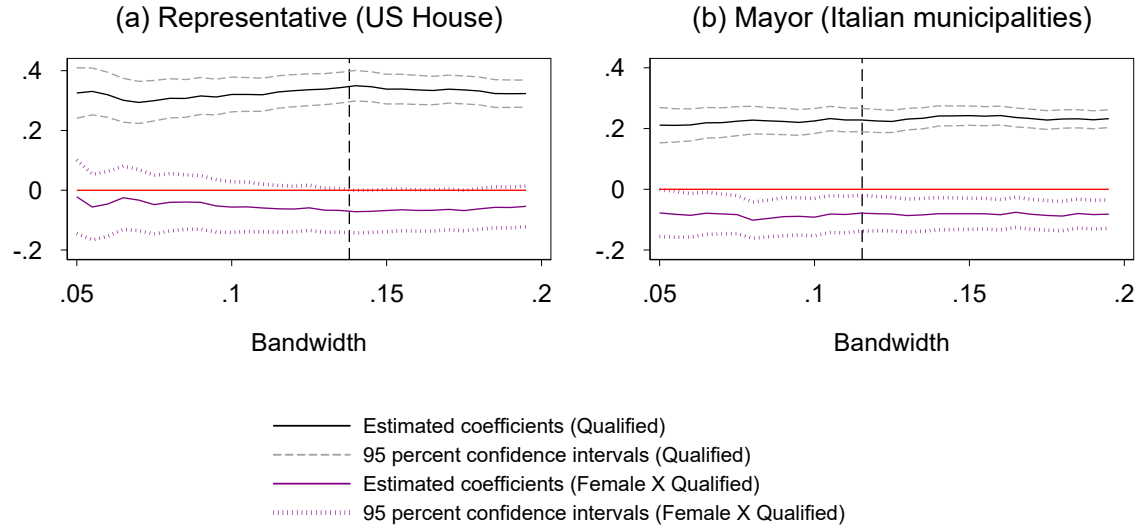 (a) Representative (US House)
.4
.2
0
-.2
.05
.1
.15
.2
Bandwidth
(b) Mayor (Italian municipalities)
.4
.2
0
-.2
.05
.1
.15
.2
Bandwidth
Estimated coefficients (Qualified)
95 percent confidence intervals (Qualified)
Estimated coefficients (Female X Qualified)
95 percent confidence intervals (Female X Qualified)